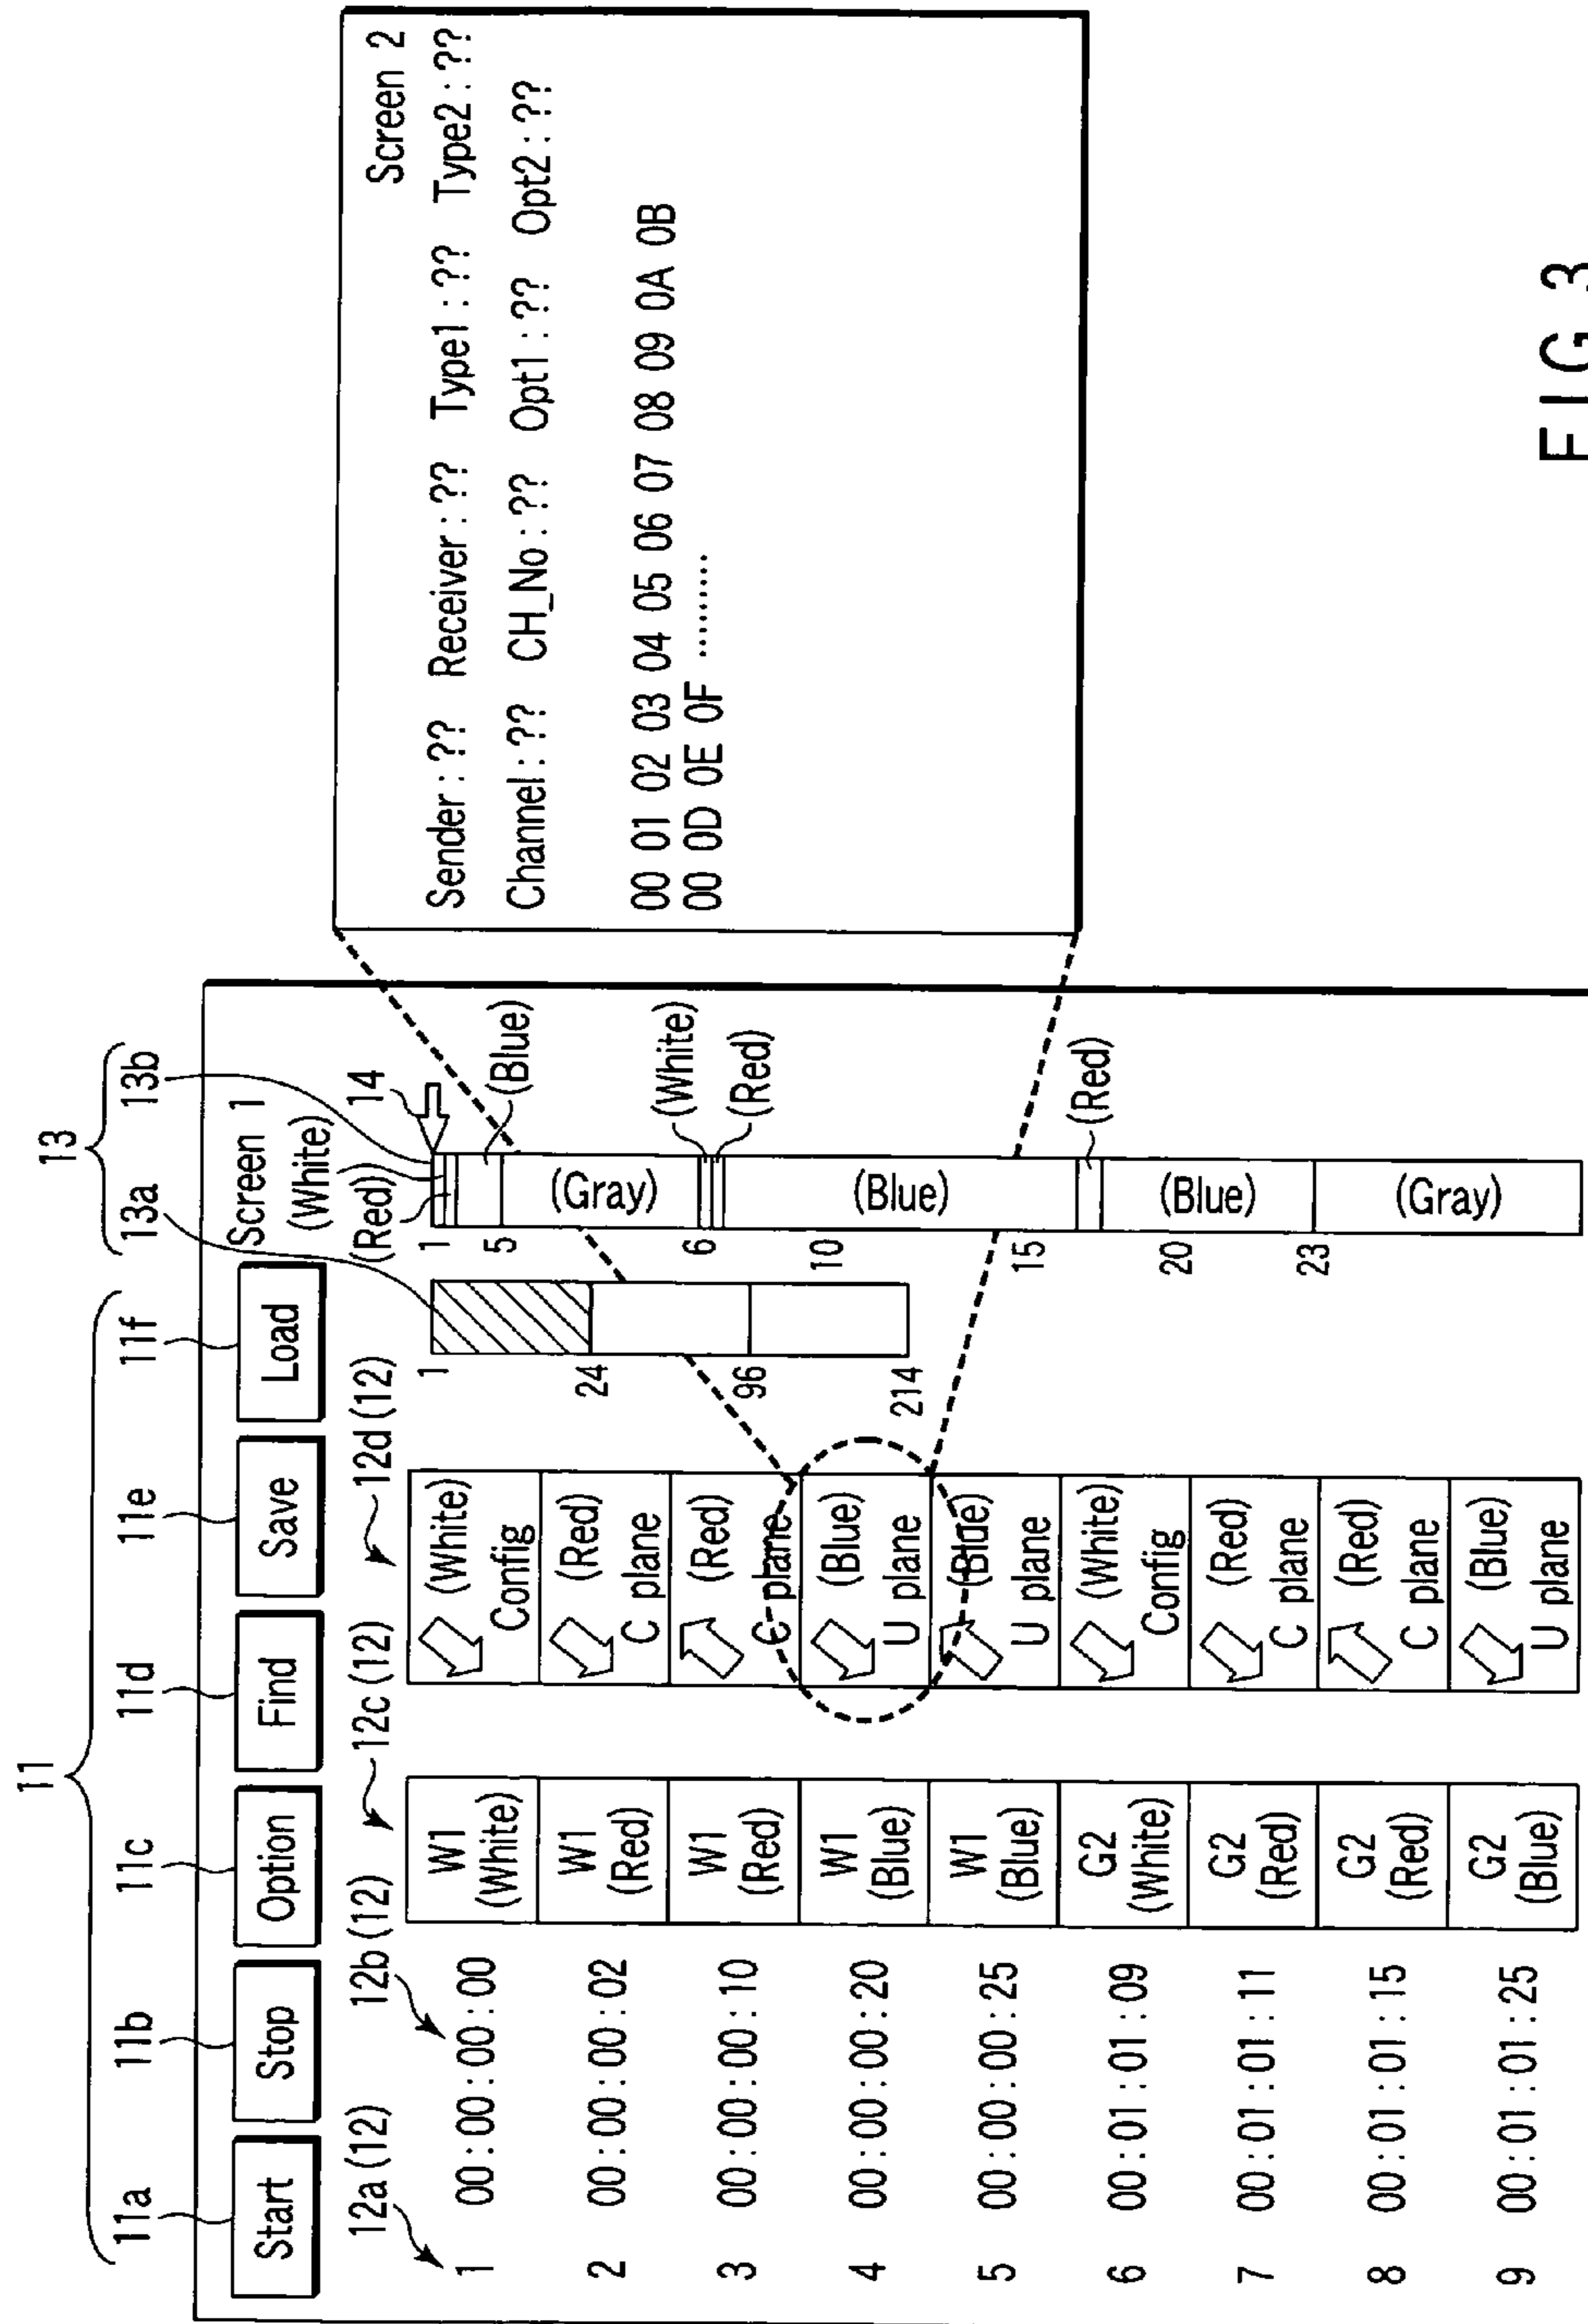 11
13
11a 11b 11c 11d 11e 11f 13a 13b
Start Stop Option Find Save Load
Screen 1
(White)
(Red)
14
12a (12) 12b (12) 12c (12) 12d (12)
1 00:00:00:00 W1 (White) (White) Config
2 00:00:00:02 W1 (Red) (Red) C plane
3 00:00:00:10 W1 (Red) (Red) C plane
4 00:00:00:20 W1 (Blue) (Blue) U plane
5 00:00:00:25 W1 (Blue) (Blue) U plane
6 00:01:01:09 G2 (White) (White) Config
7 00:01:01:11 G2 (Red) (Red) C plane
8 00:01:01:15 G2 (Red) (Red) C plane
9 00:01:01:25 G2 (Blue) (Blue) U plane
1
24
96
214
1
5 (Blue)
(Gray)
6 (White)
(Red)
10 (Blue)
15 (Red)
20 (Blue)
23
(Gray)
Screen 2
Sender:?? Receiver:?? Type1:?? Type2:??
Channel:?? CH_No:?? Opt1:?? Opt2:??
00 01 02 03 04 05 06 07 08 09 0A 0B
00 0D 0E 0F .........
FIG. 3